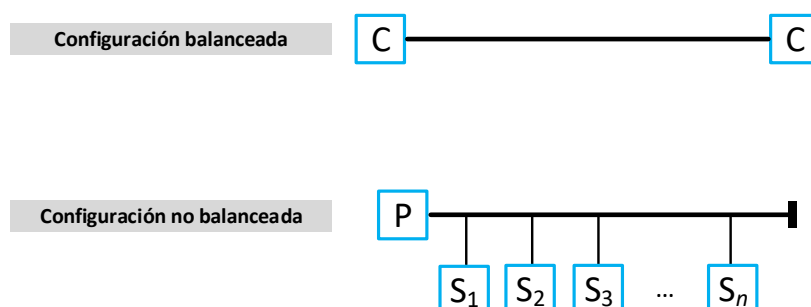 Configuración balanceada
C
C
Configuración no balanceada
P
S1
S2
S3
...
Sn